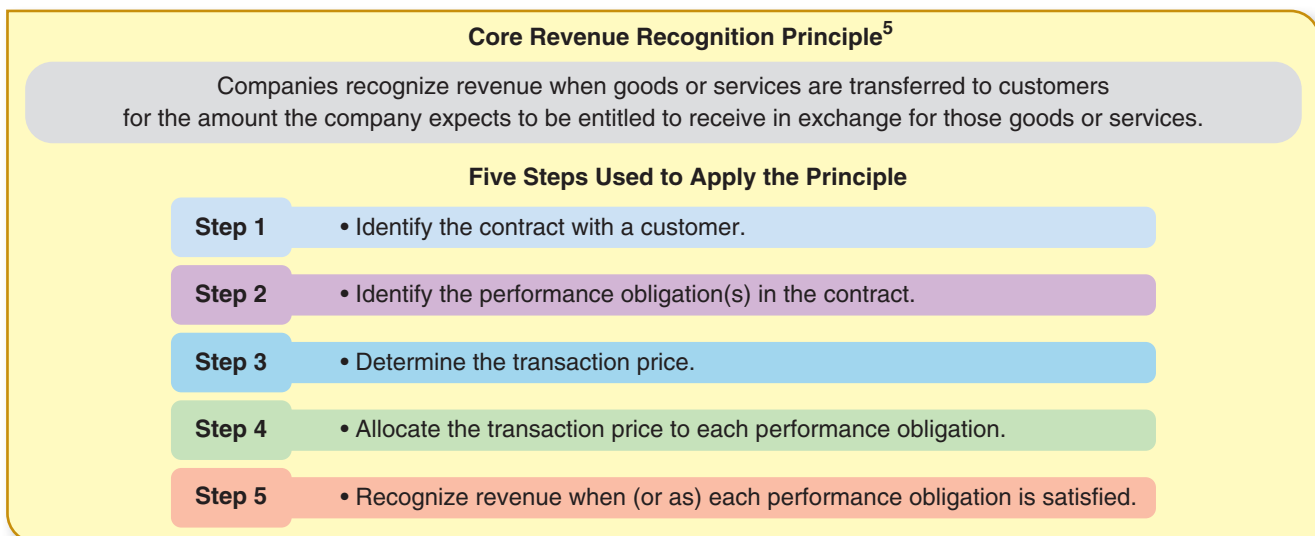 Core Revenue Recognition Principle5
Companies recognize revenue when goods or services are transferred to customers
for the amount the company expects to be entitled to receive in exchange for those goods or services.
Five Steps Used to Apply the Principle
Step 1 • Identify the contract with a customer.
Step 2 • Identify the performance obligation(s) in the contract.
Step 3 • Determine the transaction price.
Step 4 • Allocate the transaction price to each performance obligation.
Step 5 • Recognize revenue when (or as) each performance obligation is satisfied.